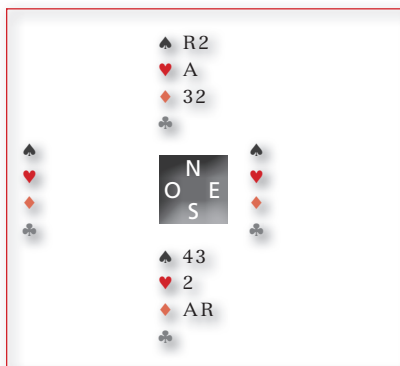 ♠ R2
♥ A
♦ 32
♣
♠ ♠
♥ ♥
♦ ♦
♣ ♣
N
O E
S
♠ 43
♥ 2
♦ AR
♣